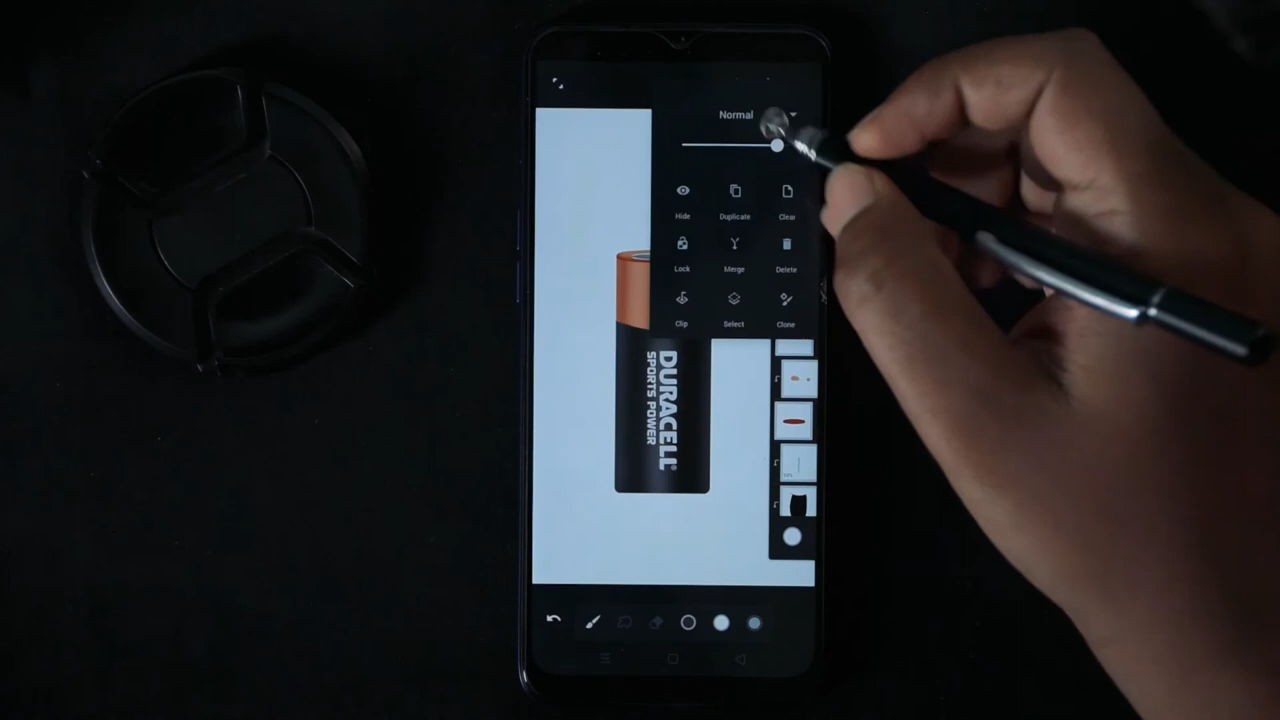 Normal
Hide Duplicate Clear
Lock Merge Delete
Clip Select Clone
DURACELL®
SPORTS POWER